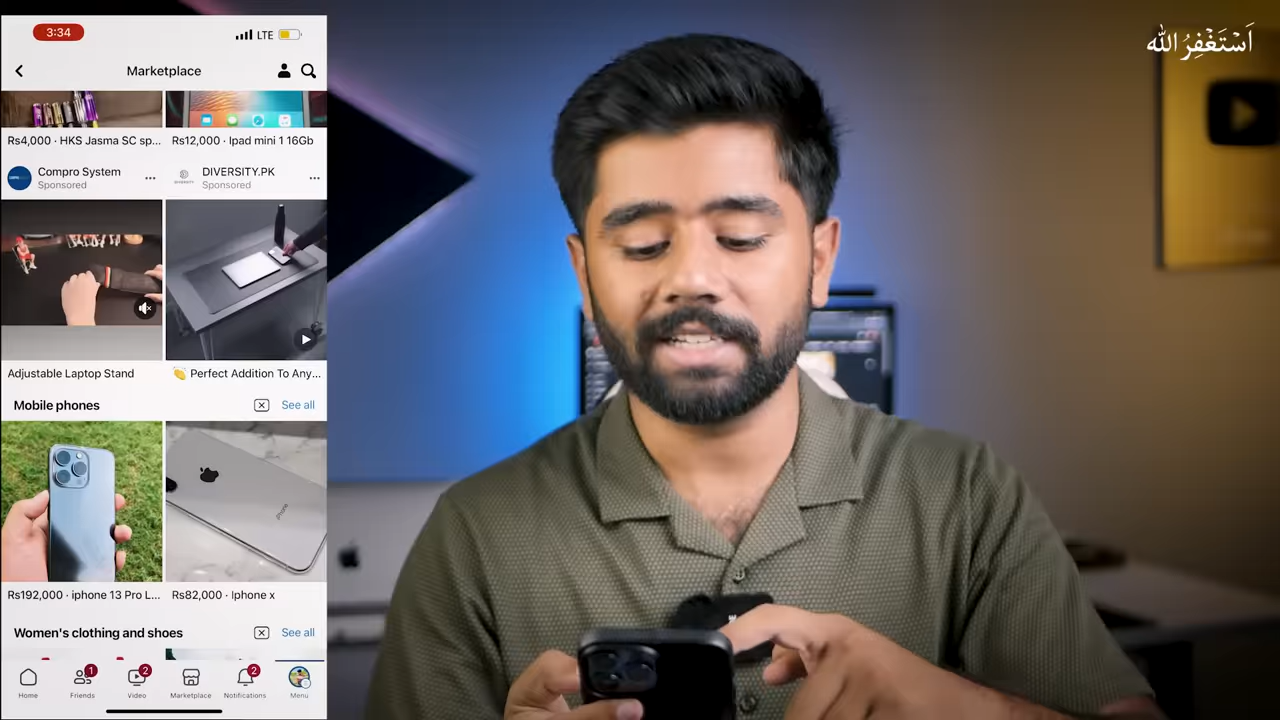 3:34
LTE
Marketplace
Rs4,000 · HKS Jasma SC sp...
Rs12,000 · Ipad mini 1 16Gb
Compro System
Sponsored
DIVERSITY.PK
Sponsored
Adjustable Laptop Stand
👏 Perfect Addition To Any...
Mobile phones
See all
iPhone
Rs192,000 · iphone 13 Pro L...
Rs82,000 · Iphone x
Women's clothing and shoes
See all
1
2
2
Home
Friends
Video
Marketplace
Notifications
Menu
اَسْتَغْفِرُ اللّٰه